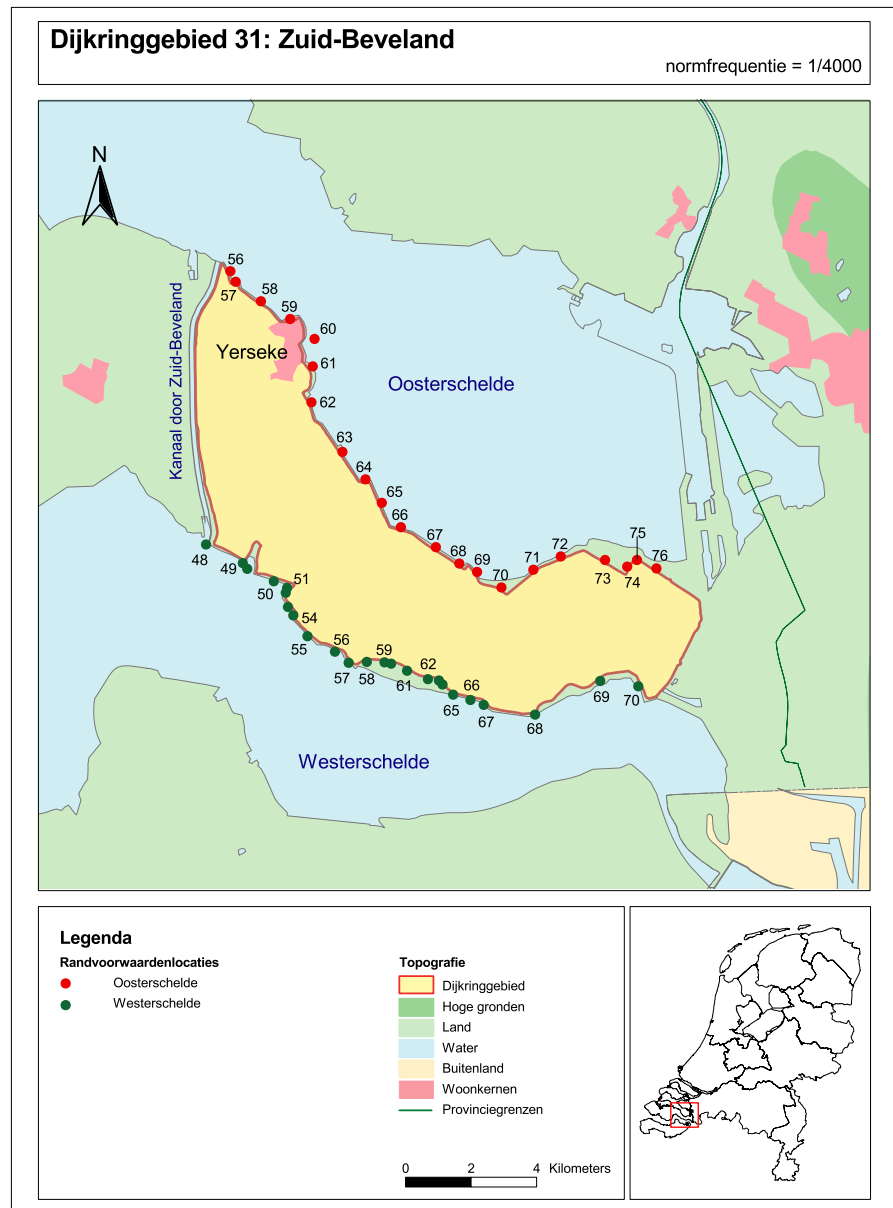 Dijkringgebied 31: Zuid-Beveland
normfrequentie = 1/4000
N
Kanaal door Zuid-Beveland
56
57
58
59
60
Yerseke
61
Oosterschelde
62
63
64
65
66
67
68
69
70
71
72
73
74
75
76
48
49
50
51
54
55
56
57
58
59
61
62
65
66
67
68
69
70
Westerschelde
Legenda
Randvoorwaardenlocaties
Oosterschelde
Westerschelde
Topografie
Dijkringgebied
Hoge gronden
Land
Water
Buitenland
Woonkernen
Provinciegrenzen
0 2 4 Kilometers